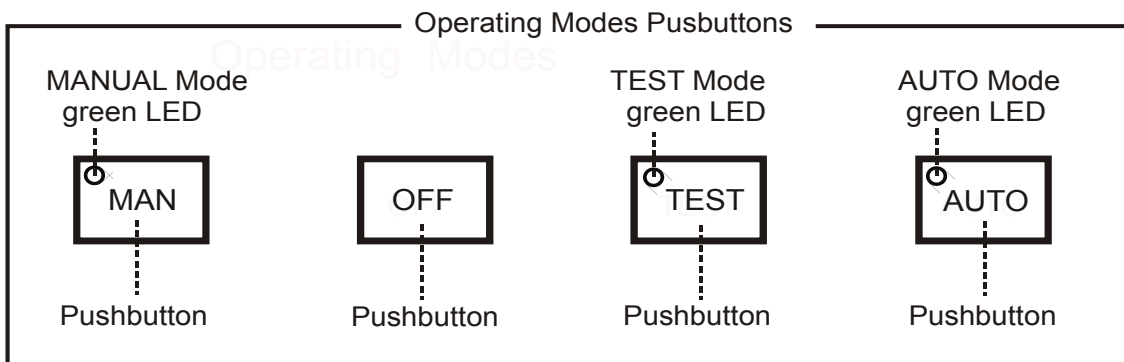 Operating Modes Pusbuttons
Operating Modes
MANUAL Mode
green LED
TEST Mode
green LED
AUTO Mode
green LED
MAN
OFF
TEST
AUTO
Pushbutton
Pushbutton
Pushbutton
Pushbutton